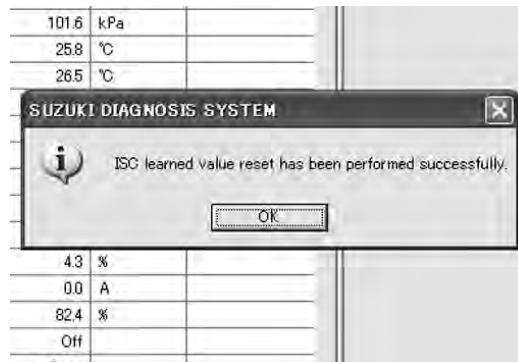 101.6 kPa
25.8 ℃
26.5 ℃
SUZUKI DIAGNOSIS SYSTEM
ISC learned value reset has been performed successfully.
OK
4.3 %
0.0 A
82.4 %
Off